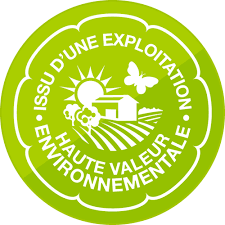 • ISSU D'UNE EXPLOITATION •
HAUTE VALEUR
ENVIRONNEMENTALE